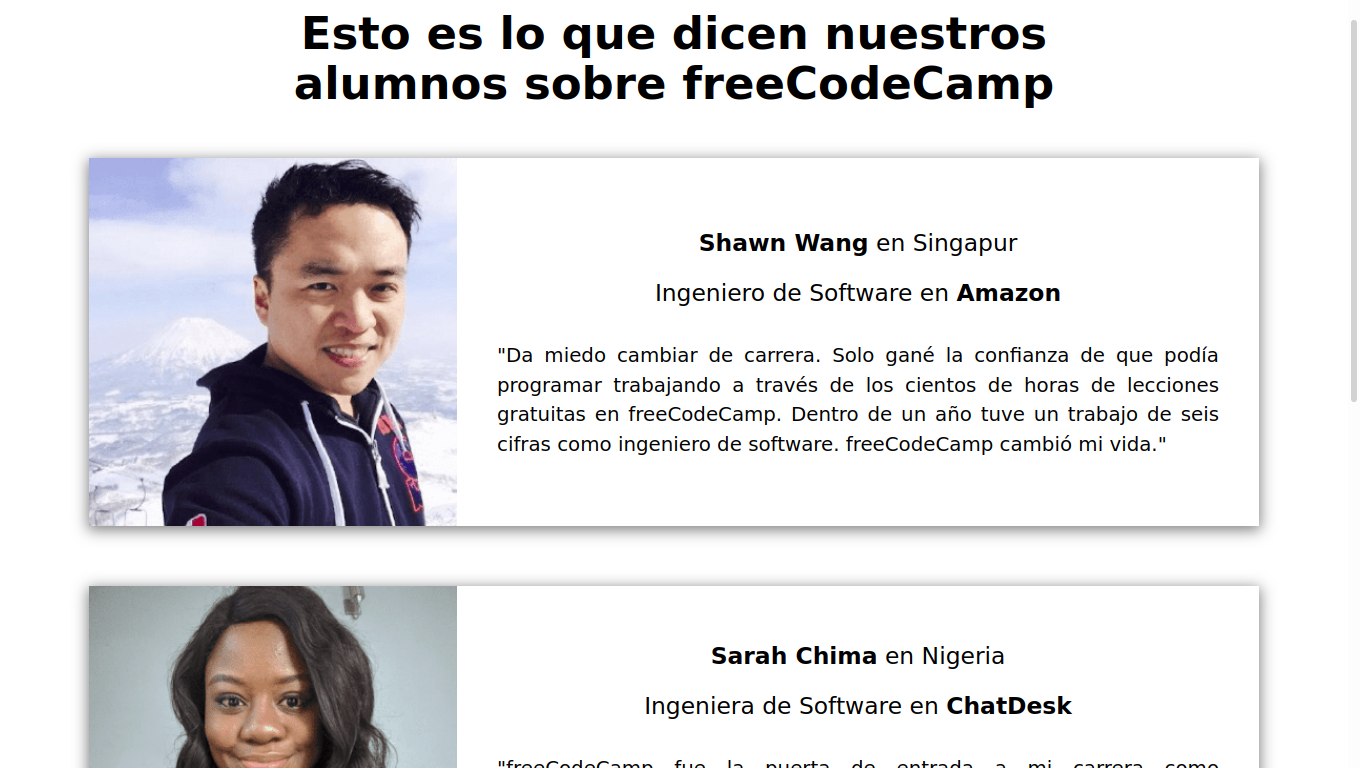 Esto es lo que dicen nuestros
alumnos sobre freeCodeCamp
Shawn Wang en Singapur
Ingeniero de Software en Amazon
"Da miedo cambiar de carrera. Solo gané la confianza de que podía
programar trabajando a través de los cientos de horas de lecciones
gratuitas en freeCodeCamp. Dentro de un año tuve un trabajo de seis
cifras como ingeniero de software. freeCodeCamp cambió mi vida."
Sarah Chima en Nigeria
Ingeniera de Software en ChatDesk
"freeCodeCamp fue la puerta de entrada a mi carrera como